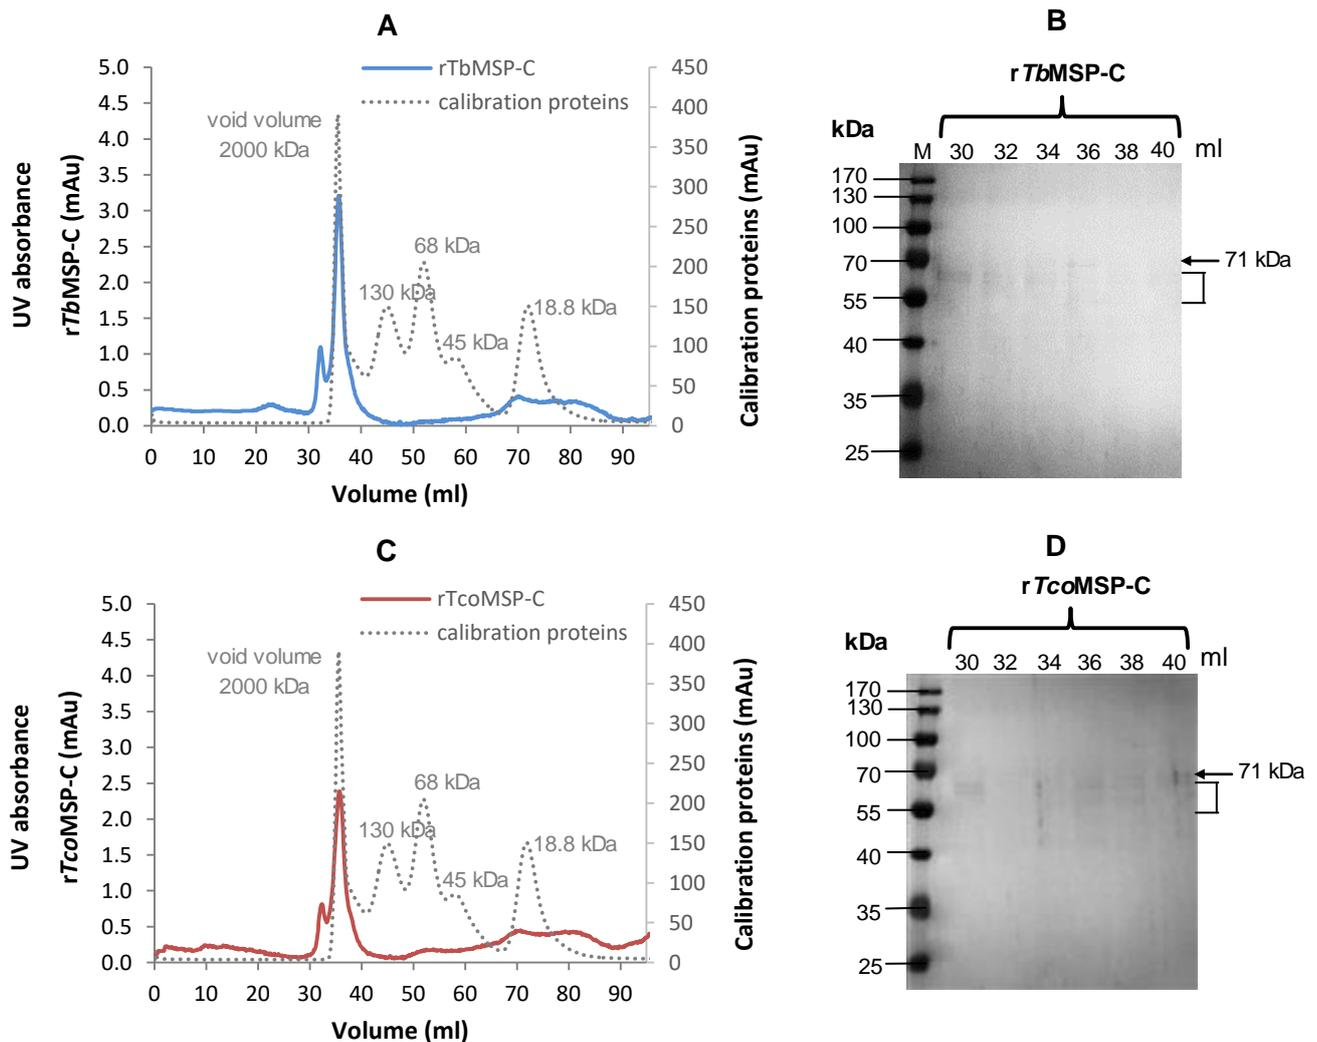 A
UV absorbance
rTbMSP-C (mAu)
5.0
4.5
4.0
3.5
3.0
2.5
2.0
1.5
1.0
0.5
0.0
rTbMSP-C
calibration proteins
void volume
2000 kDa
130 kDa
68 kDa
45 kDa
18.8 kDa
450
400
350
300
250
200
150
100
50
0
Calibration proteins (mAu)
0 10 20 30 40 50 60 70 80 90
Volume (ml)
B
rTbMSP-C
kDa
M 30 32 34 36 38 40 ml
170
130
100
70
55
40
35
25
71 kDa
C
UV absorbance
rTcoMSP-C (mAu)
5.0
4.5
4.0
3.5
3.0
2.5
2.0
1.5
1.0
0.5
0.0
rTcoMSP-C
calibration proteins
void volume
2000 kDa
130 kDa
68 kDa
45 kDa
18.8 kDa
450
400
350
300
250
200
150
100
50
0
Calibration proteins (mAu)
0 10 20 30 40 50 60 70 80 90
Volume (ml)
D
rTcoMSP-C
kDa
30 32 34 36 38 40 ml
170
130
100
70
55
40
35
25
71 kDa